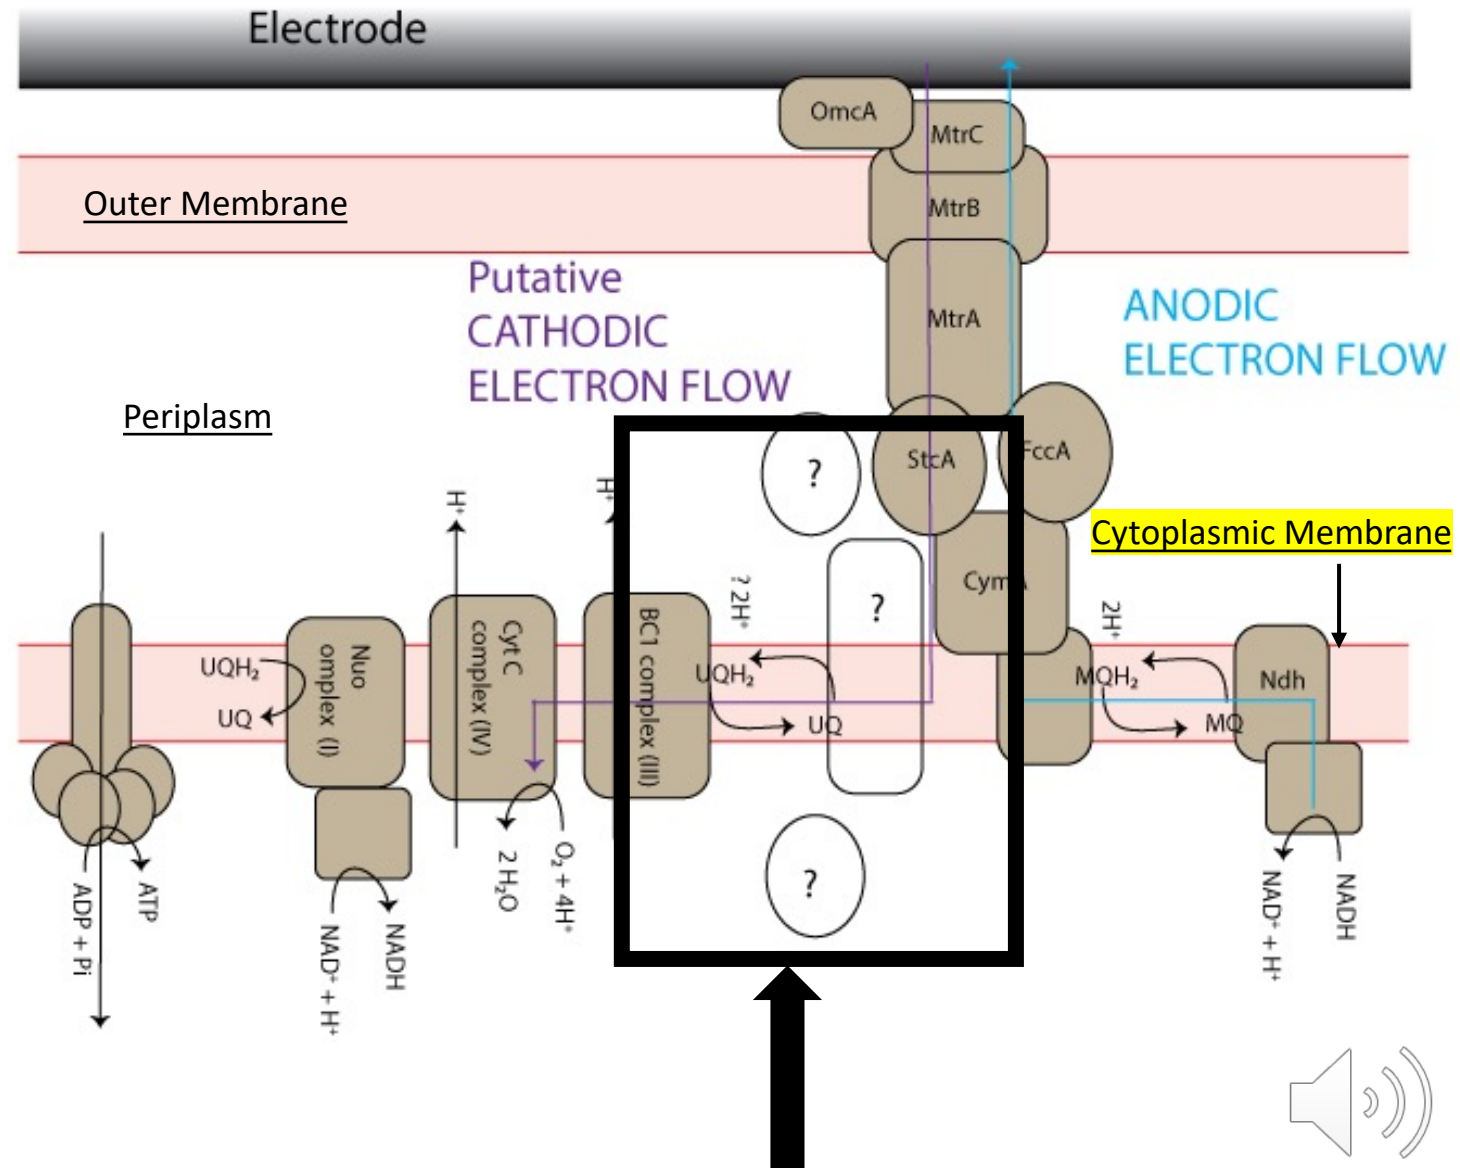 Electrode
OmcA
MtrC
Outer Membrane
MtrB
Putative
CATHODIC
ELECTRON FLOW
MtrA
ANODIC
ELECTRON FLOW
Periplasm
?
StcA
FccA
H⁺
H⁺
Cytoplasmic Membrane
? 2H⁺
?
CymA
2H⁺
UQH₂
UQ
Nuo
omplex (I)
Cyt C
complex (IV)
BC1 complex (III)
UQH₂
UQ
MQH₂
MQ
Ndh
?
ADP + Pi
ATP
NAD⁺ + H⁺
NADH
2 H₂O
O₂ + 4H⁺
NAD⁺ + H⁺
NADH